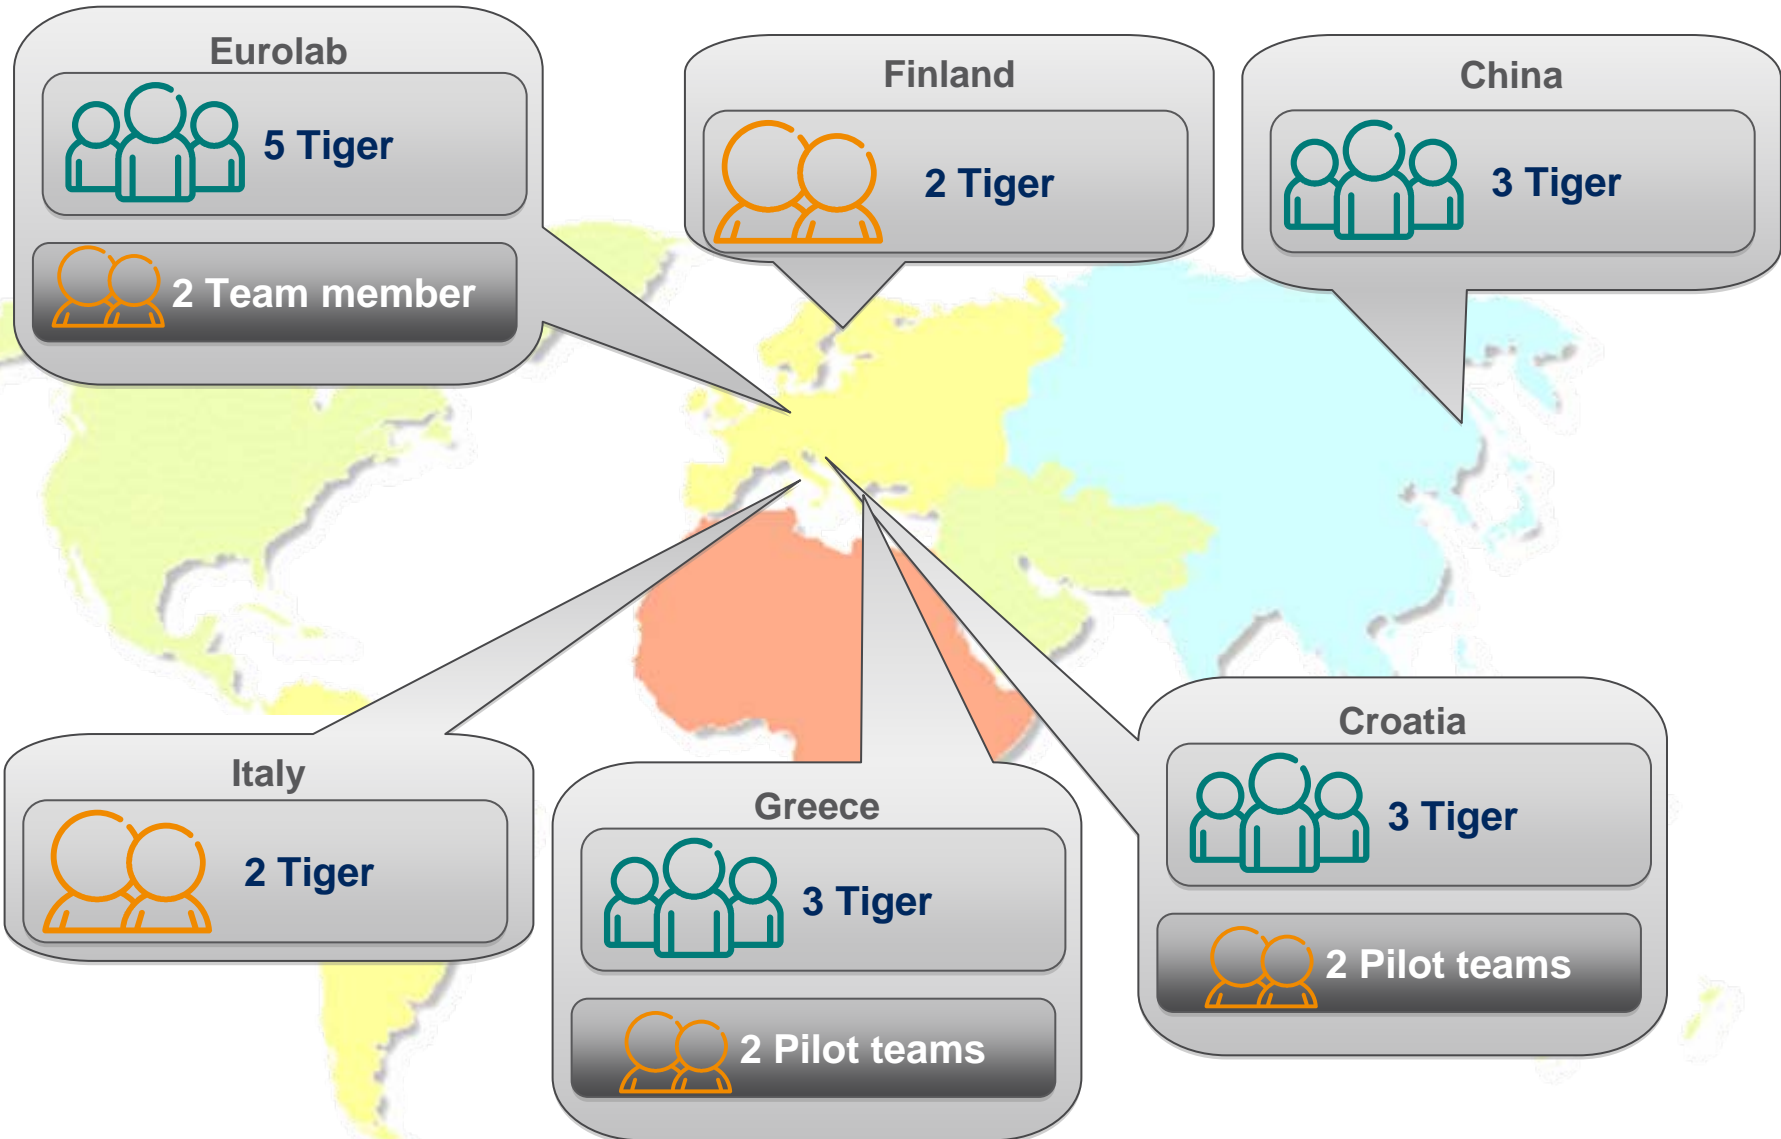 Eurolab
5 Tiger
2 Team member
Finland
2 Tiger
China
3 Tiger
Italy
2 Tiger
Greece
3 Tiger
2 Pilot teams
Croatia
3 Tiger
2 Pilot teams